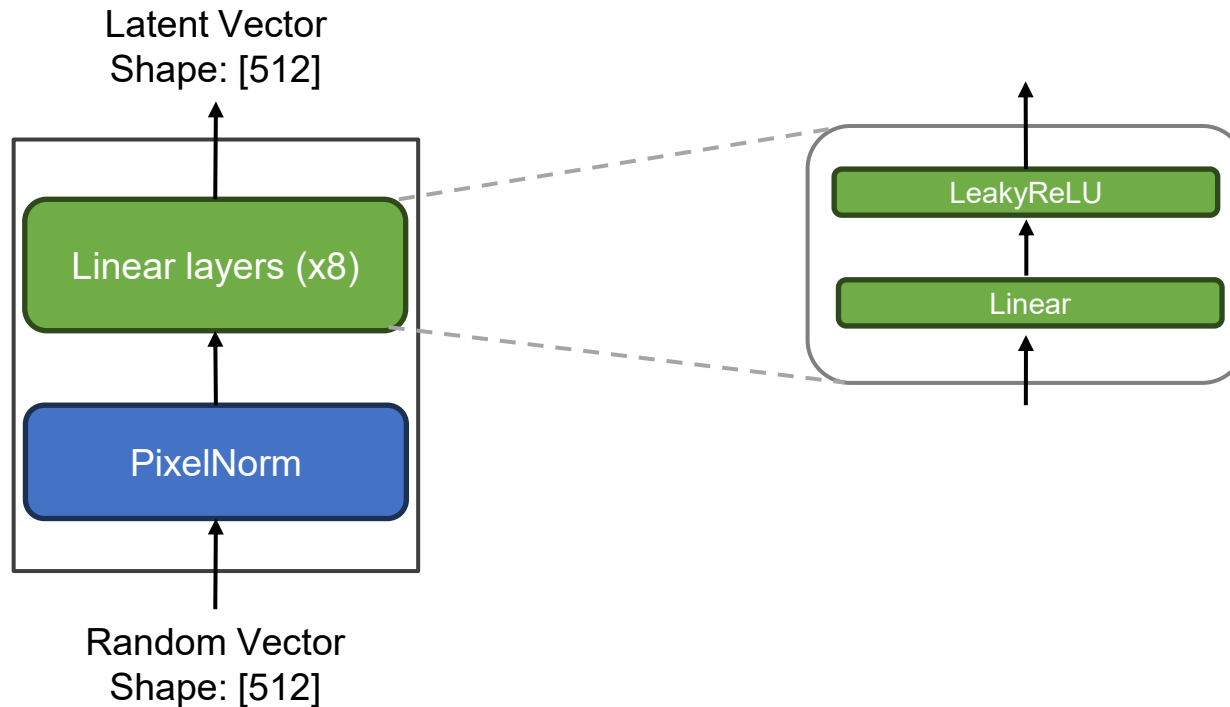 Latent Vector
Shape: [512]
Linear layers (x8)
PixelNorm
Random Vector
Shape: [512]
LeakyReLU
Linear